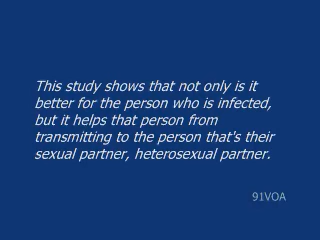 This study shows that not only is it
better for the person who is infected,
but it helps that person from
transmitting to the person that's their
sexual partner, heterosexual partner.
91VOA